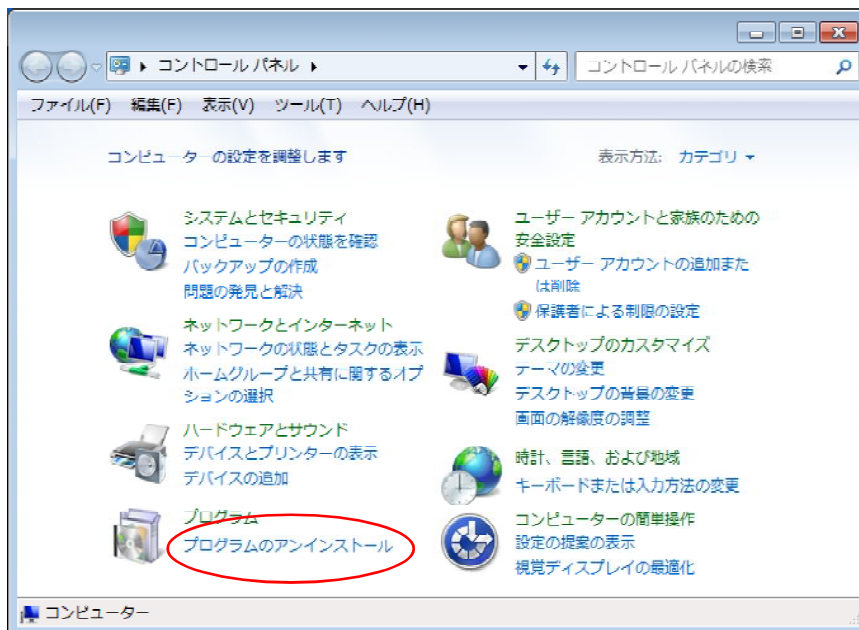 コントロール パネル
コントロール パネルの検索
ファイル(F) 編集(E) 表示(V) ツール(T) ヘルプ(H)
コンピューターの設定を調整します
表示方法: カテゴリ
システムとセキュリティ
コンピューターの状態を確認
バックアップの作成
問題の発見と解決
ネットワークとインターネット
ネットワークの状態とタスクの表示
ホームグループと共有に関するオプ
ションの選択
ハードウェアとサウンド
デバイスとプリンターの表示
デバイスの追加
プログラム
プログラムのアンインストール
ユーザー アカウントと家族のための
安全設定
ユーザー アカウントの追加また
は削除
保護者による制限の設定
デスクトップのカスタマイズ
テーマの変更
デスクトップの背景の変更
画面の解像度の調整
時計、言語、および地域
キーボードまたは入力方法の変更
コンピューターの簡単操作
設定の提案の表示
視覚ディスプレイの最適化
コンピューター